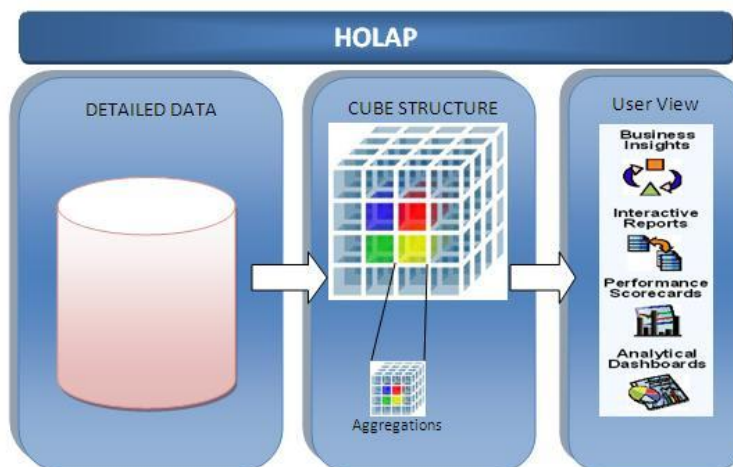 HOLAP
DETAILED DATA
CUBE STRUCTURE
Aggregations
User View
Business
Insights
Interactive
Reports
Performance
Scorecards
Analytical
Dashboards